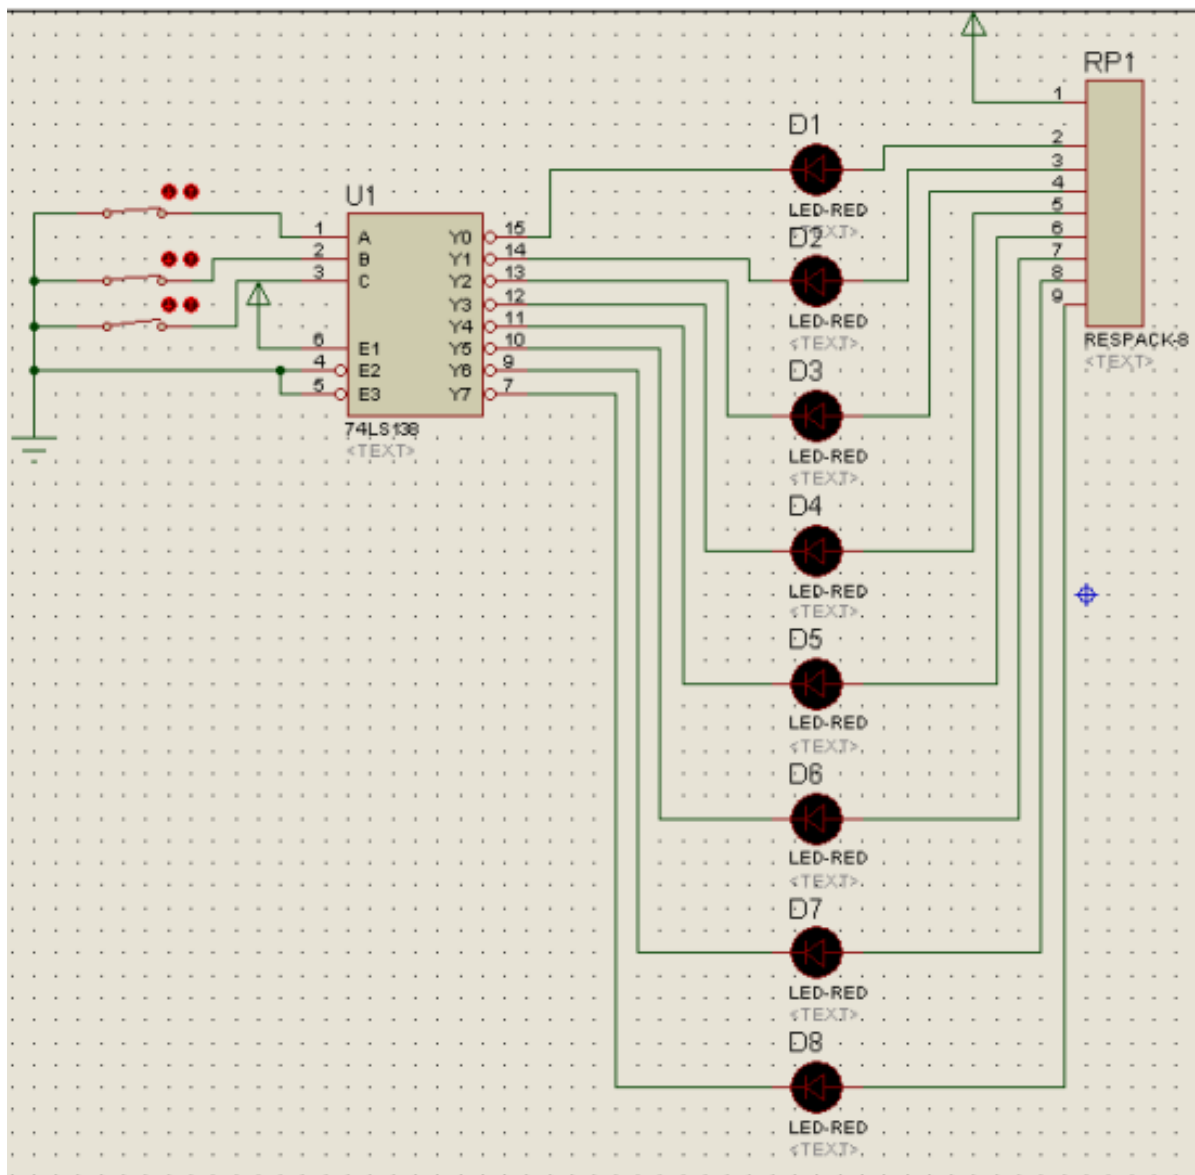 RP1
1
2
3
4
5
6
7
8
9
RESPACK-8
<TEXT>
U1
1 A
2 B
3 C
6 E1
4 E2
5 E3
Y0 15
Y1 14
Y2 13
Y3 12
Y4 11
Y5 10
Y6 9
Y7 7
74LS138
<TEXT>
D1
LED-RED
<TEXT>
D2
LED-RED
<TEXT>
D3
LED-RED
<TEXT>
D4
LED-RED
<TEXT>
D5
LED-RED
<TEXT>
D6
LED-RED
<TEXT>
D7
LED-RED
<TEXT>
D8
LED-RED
<TEXT>